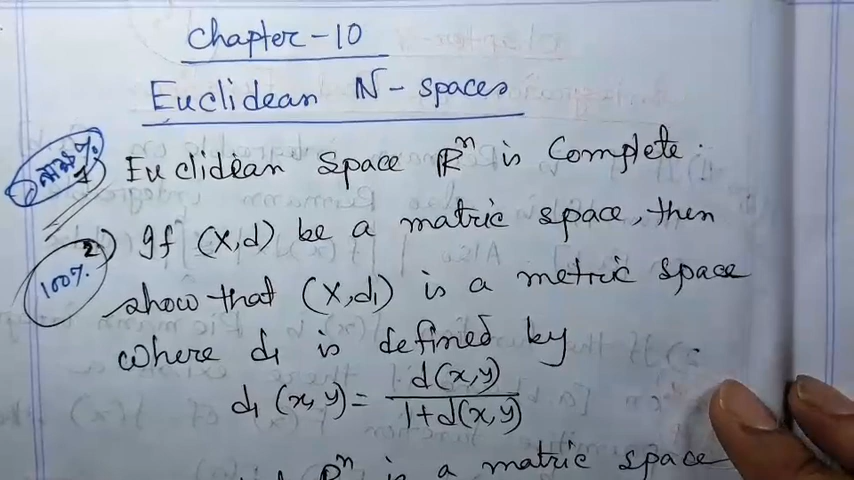 Chapter-10
Euclidean N-spaces
1) Euclidian Space ℝⁿ is Complete.
2) If (X,d) be a matric space, then
100%.
show that (X,d₁) is a metric space
where d₁ is defined by
d₁ (x,y) = d(x,y) / 1+d(x,y)
ℝⁿ is a matric space